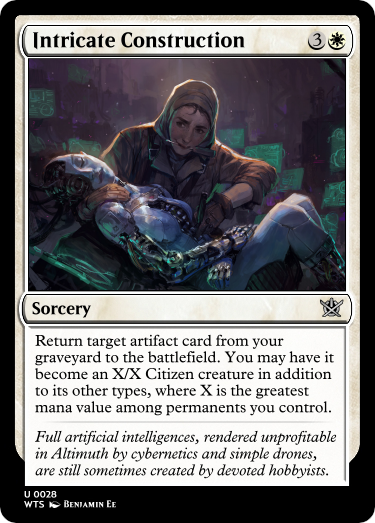 Intricate Construction 3
Sorcery
Return target artifact card from your
graveyard to the battlefield. You may have it
become an X/X Citizen creature in addition
to its other types, where X is the greatest
mana value among permanents you control.
Full artificial intelligences, rendered unprofitable
in Altimuth by cybernetics and simple drones,
are still sometimes created by devoted hobbyists.
U 0028
WTS Benjamin Ee